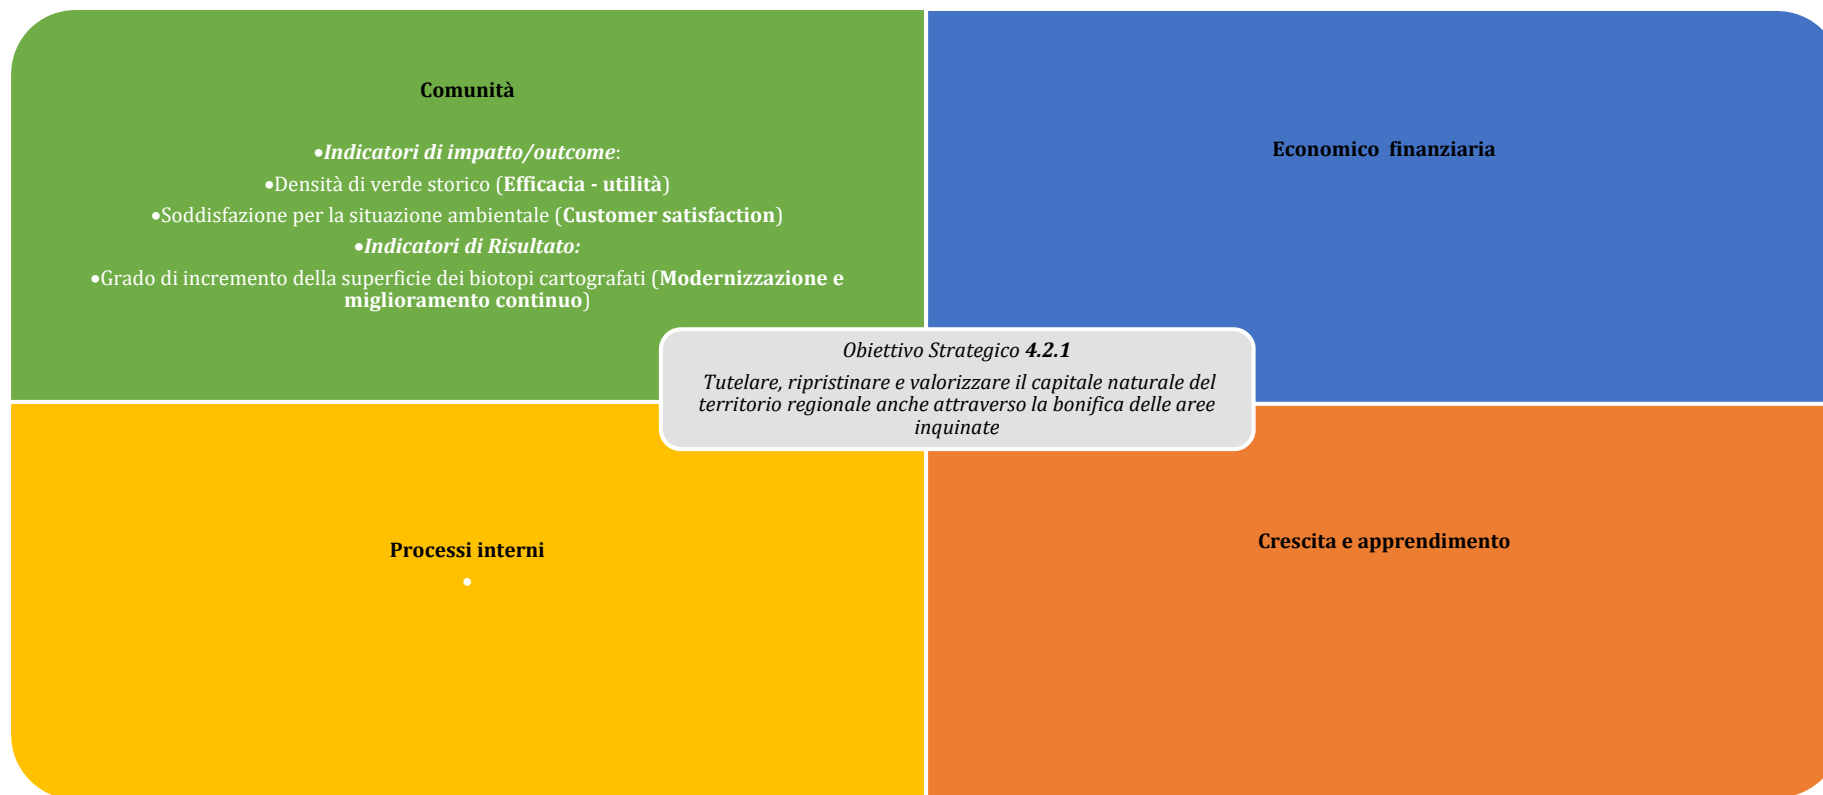 Comunità
•Indicatori di impatto/outcome:
•Densità di verde storico (Efficacia - utilità)
•Soddisfazione per la situazione ambientale (Customer satisfaction)
•Indicatori di Risultato:
•Grado di incremento della superficie dei biotopi cartografati (Modernizzazione e
miglioramento continuo)
Economico  finanziaria
Obiettivo Strategico 4.2.1
Tutelare, ripristinare e valorizzare il capitale naturale del
territorio regionale anche attraverso la bonifica delle aree
inquinate
Processi interni
•
Crescita e apprendimento